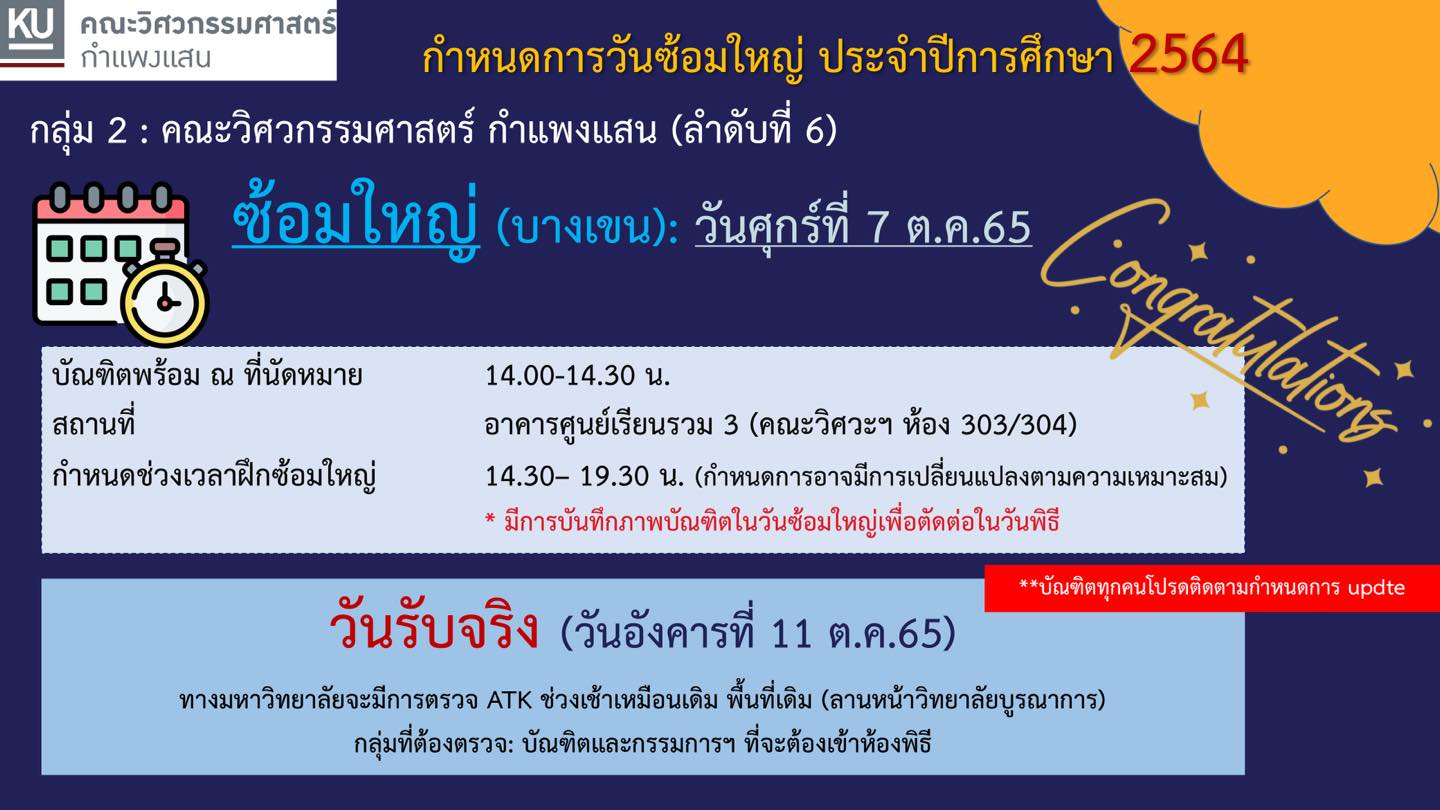 KU คณะวิศวกรรมศาสตร์
กำแพงแสน
กำหนดการวันซ้อมใหญ่ ประจำปีการศึกษา 2564
กลุ่ม 2 : คณะวิศวกรรมศาสตร์ กำแพงแสน (ลำดับที่ 6)
ซ้อมใหญ่ (บางเขน): วันศุกร์ที่ 7 ต.ค.65
Congratulations
บัณฑิตพร้อม ณ ที่นัดหมาย 14.00-14.30 น.
สถานที่ อาคารศูนย์เรียนรวม 3 (คณะวิศวะฯ ห้อง 303/304)
กำหนดช่วงเวลาฝึกซ้อมใหญ่ 14.30– 19.30 น. (กำหนดการอาจมีการเปลี่ยนแปลงตามความเหมาะสม)
* มีการบันทึกภาพบัณฑิตในวันซ้อมใหญ่เพื่อตัดต่อในวันพิธี
**บัณฑิตทุกคนโปรดติดตามกำหนดการ updte
วันรับจริง (วันอังคารที่ 11 ต.ค.65)
ทางมหาวิทยาลัยจะมีการตรวจ ATK ช่วงเช้าเหมือนเดิม พื้นที่เดิม (ลานหน้าวิทยาลัยบูรณาการ)
กลุ่มที่ต้องตรวจ: บัณฑิตและกรรมการฯ ที่จะต้องเข้าห้องพิธี